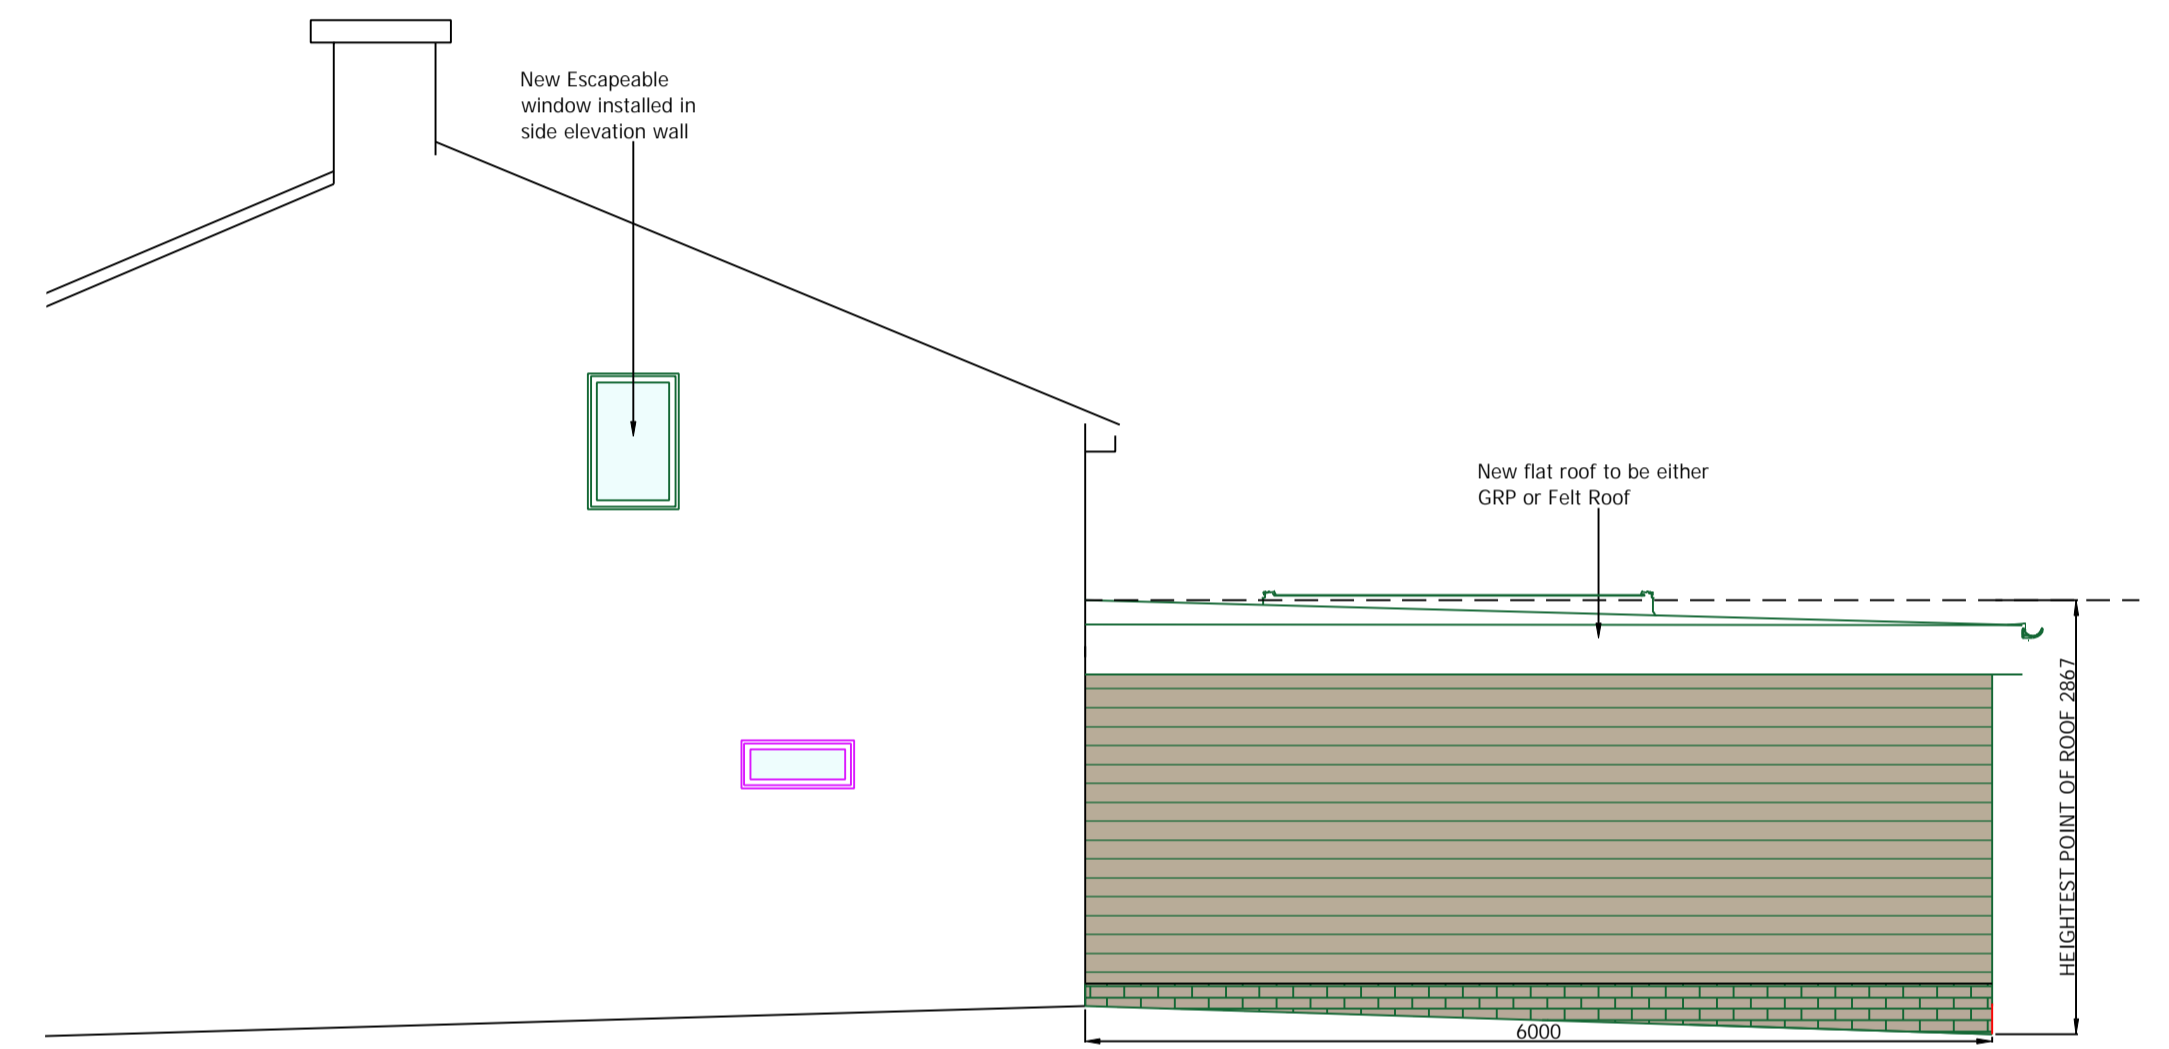 New Escapeable
window installed in
side elevation wall
New flat roof to be either
GRP or Felt Roof
HEIGHTEST POINT OF ROOF 2867
6000